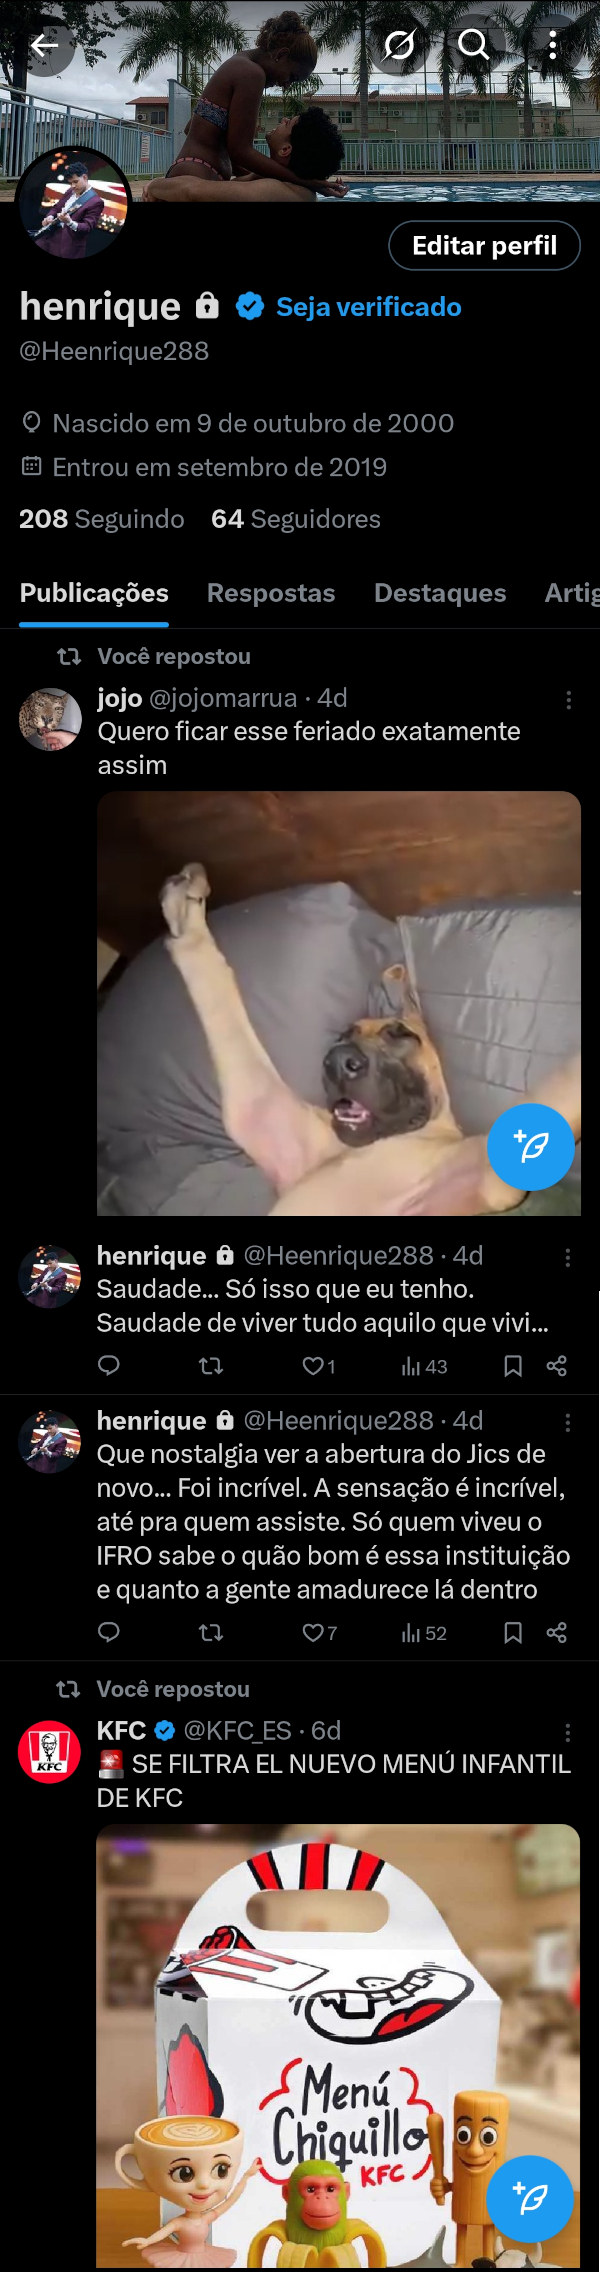 Editar perfil
henrique Seja verificado
@Heenrique288
Nascido em 9 de outubro de 2000
Entrou em setembro de 2019
208 Seguindo 64 Seguidores
Publicações Respostas Destaques Artig
Você repostou
jojo @jojomarrua · 4d
Quero ficar esse feriado exatamente
assim
henrique @Heenrique288 · 4d
Saudade... Só isso que eu tenho.
Saudade de viver tudo aquilo que vivi...
1 43
henrique @Heenrique288 · 4d
Que nostalgia ver a abertura do Jics de
novo... Foi incrível. A sensação é incrível,
até pra quem assiste. Só quem viveu o
IFRO sabe o quão bom é essa instituição
e quanto a gente amadurece lá dentro
7 52
Você repostou
KFC @KFC_ES · 6d
KFC
🚨 SE FILTRA EL NUEVO MENÚ INFANTIL
DE KFC
Menú
Chiquillo
KFC